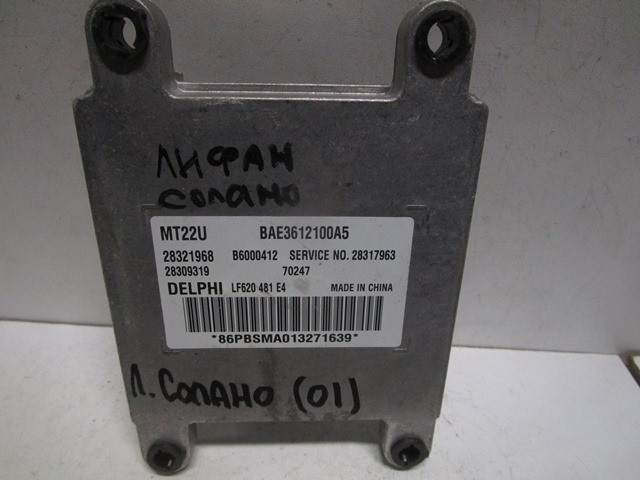 ЛИФАН
СОЛАНО
MT22U BAE3612100A5
28321968 B6000412 SERVICE NO. 28317963
28309319 70247
DELPHI LF620 481 E4 MADE IN CHINA
*86PBSMA013271639*
Л. СОЛАНО (01)